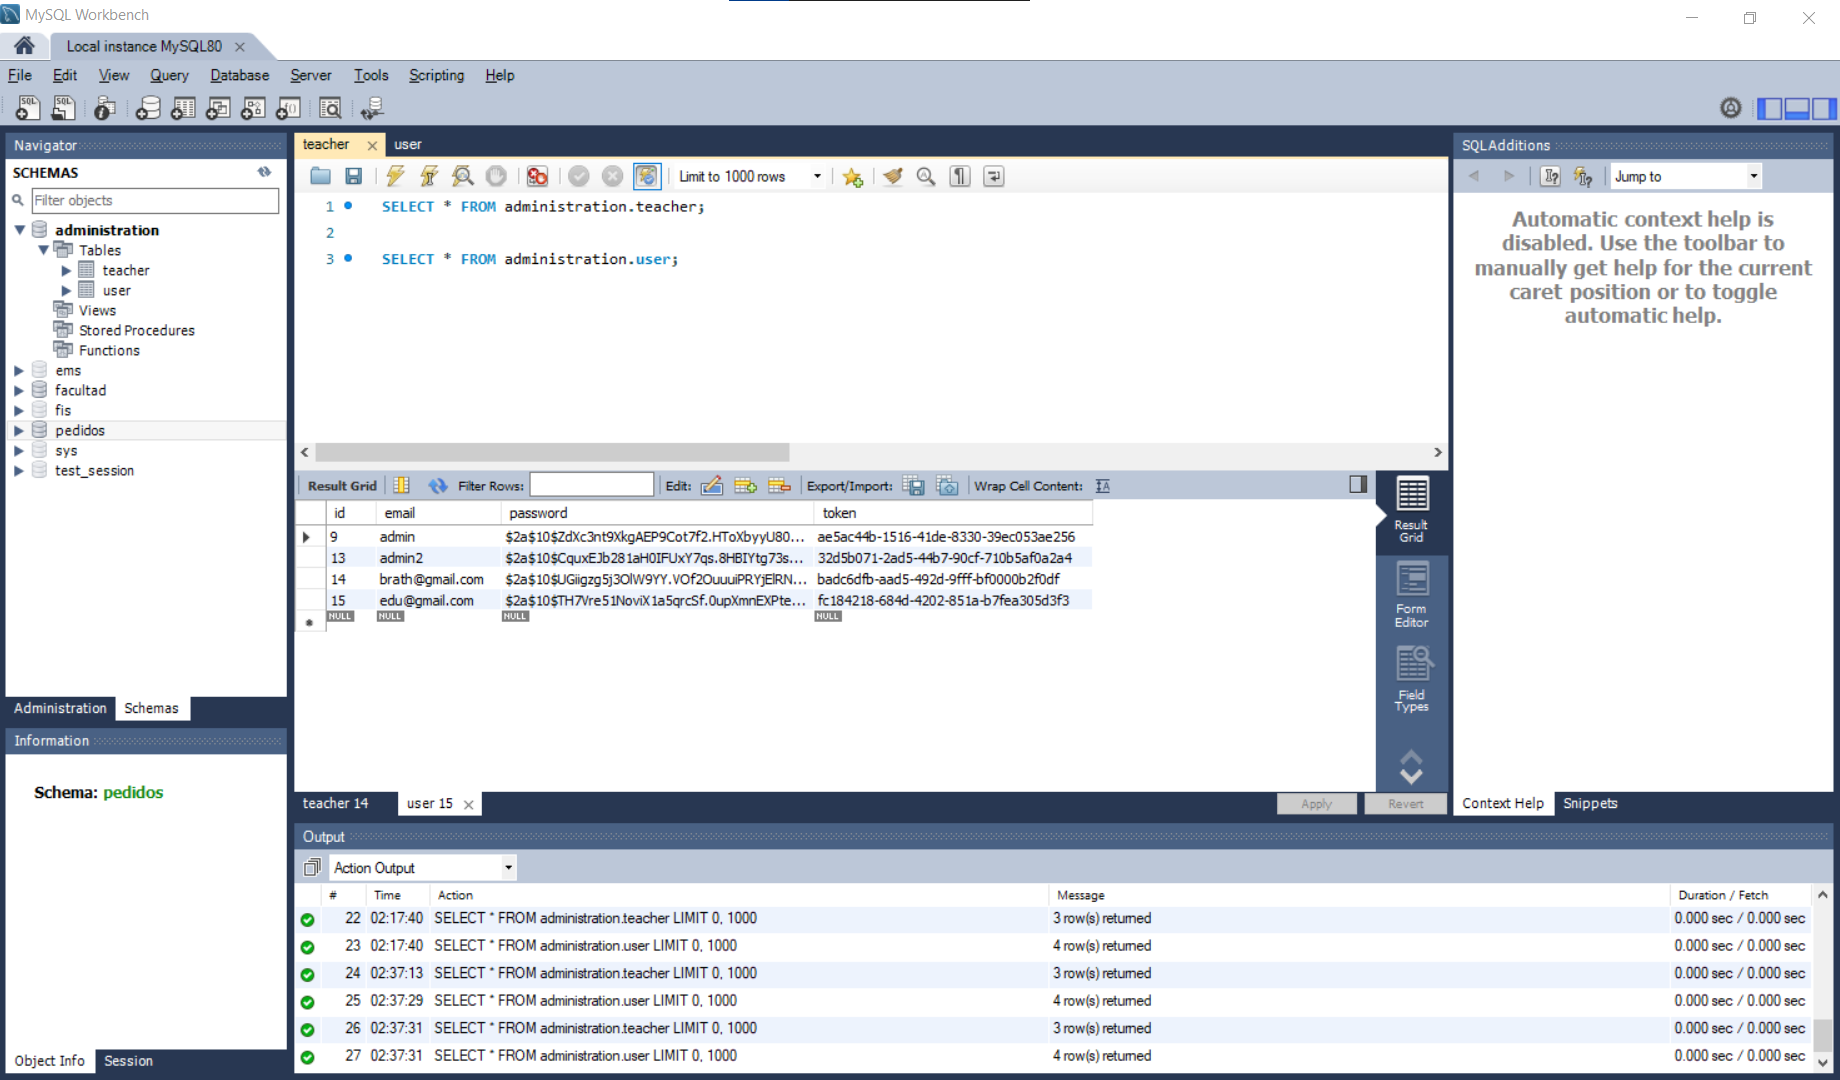 MySQL Workbench
Local instance MySQL80
File Edit View Query Database Server Tools Scripting Help
Navigator
SCHEMAS
Filter objects
administration
Tables
teacher
user
Views
Stored Procedures
Functions
ems
facultad
fis
pedidos
sys
test_session
Administration Schemas
Information
Schema: pedidos
Object Info Session
teacher user
Limit to 1000 rows
1 SELECT * FROM administration.teacher;
2
3 SELECT * FROM administration.user;
Result Grid Filter Rows: Edit: Export/Import: Wrap Cell Content:
id email password token
9 admin $2a$10$ZdXc3nt9XkgAEP9Cot7f2.HToXbyyU80... ae5ac44b-1516-41de-8330-39ec053ae256
13 admin2 $2a$10$CquxEJb281aH0IFUxY7qs.8HBIYtg73s... 32d5b071-2ad5-44b7-90cf-710b5af0a2a4
14 brath@gmail.com $2a$10$UGiigzg5j3OlW9YY.VOf2OuuuiPRYjElRN... badc6dfb-aad5-492d-9fff-bf0000b2f0df
15 edu@gmail.com $2a$10$TH7Vre51NoviX1a5qrcSf.0upXmnEXPte... fc184218-684d-4202-851a-b7fea305d3f3
NULL NULL NULL NULL
Result Grid
Form Editor
Field Types
teacher 14 user 15
Apply Revert
SQLAdditions
Jump to
Automatic context help is
disabled. Use the toolbar to
manually get help for the current
caret position or to toggle
automatic help.
Context Help Snippets
Output
Action Output
# Time Action Message Duration / Fetch
22 02:17:40 SELECT * FROM administration.teacher LIMIT 0, 1000 3 row(s) returned 0.000 sec / 0.000 sec
23 02:17:40 SELECT * FROM administration.user LIMIT 0, 1000 4 row(s) returned 0.000 sec / 0.000 sec
24 02:37:13 SELECT * FROM administration.teacher LIMIT 0, 1000 3 row(s) returned 0.000 sec / 0.000 sec
25 02:37:29 SELECT * FROM administration.user LIMIT 0, 1000 4 row(s) returned 0.000 sec / 0.000 sec
26 02:37:31 SELECT * FROM administration.teacher LIMIT 0, 1000 3 row(s) returned 0.000 sec / 0.000 sec
27 02:37:31 SELECT * FROM administration.user LIMIT 0, 1000 4 row(s) returned 0.000 sec / 0.000 sec